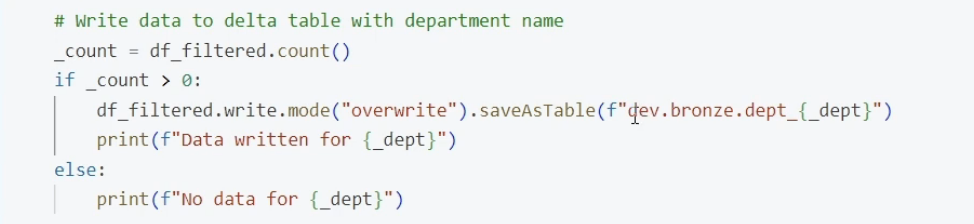 # Write data to delta table with department name
_count = df_filtered.count()
if _count > 0:
    df_filtered.write.mode("overwrite").saveAsTable(f"dev.bronze.dept_{_dept}")
    print(f"Data written for {_dept}")
else:
    print(f"No data for {_dept}")